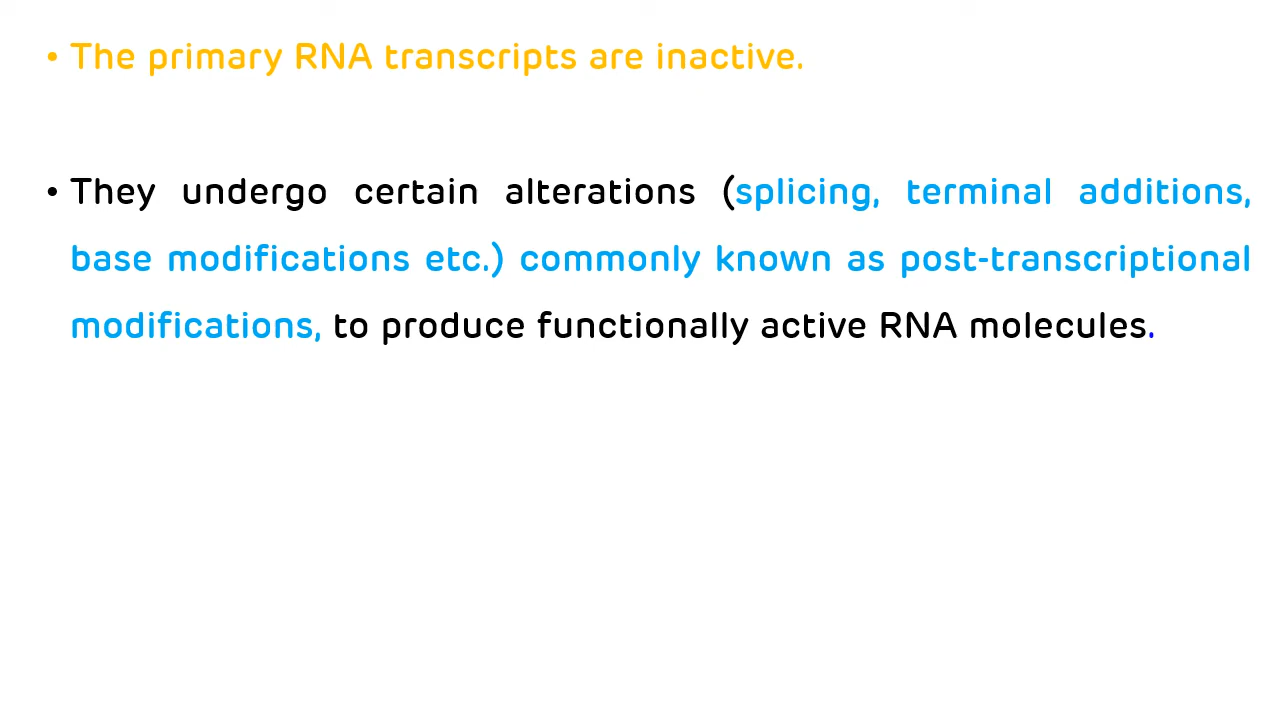 • The primary RNA transcripts are inactive.
• They undergo certain alterations (splicing, terminal additions,
base modifications etc.) commonly known as post-transcriptional
modifications, to produce functionally active RNA molecules.